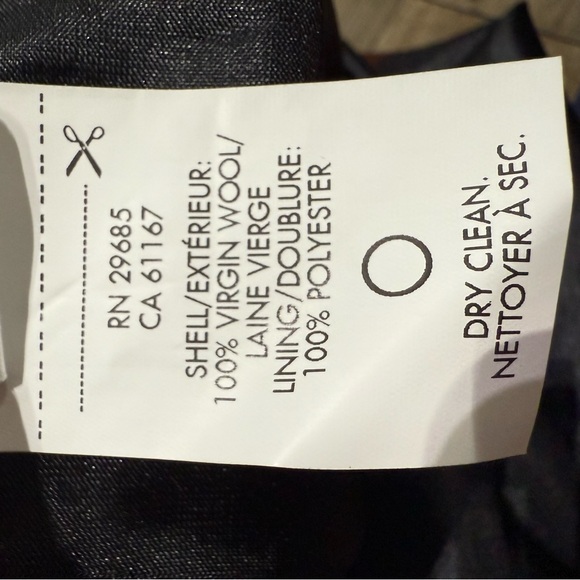 RN 29685
CA 61167
SHELL/EXTÉRIEUR:
100% VIRGIN WOOL/
LAINE VIERGE
LINING/DOUBLURE:
100% POLYESTER
DRY CLEAN.
NETTOYER À SEC.